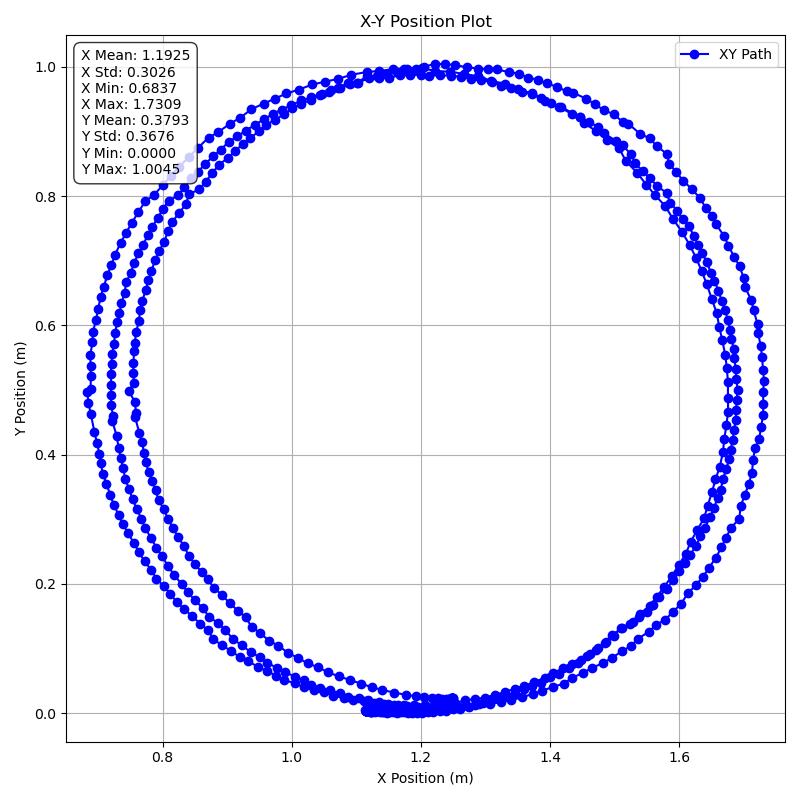 X-Y Position Plot
X Mean: 1.1925
X Std: 0.3026
X Min: 0.6837
X Max: 1.7309
Y Mean: 0.3793
Y Std: 0.3676
Y Min: 0.0000
Y Max: 1.0045
XY Path
Y Position (m)
1.0
0.8
0.6
0.4
0.2
0.0
0.8
1.0
1.2
1.4
1.6
X Position (m)